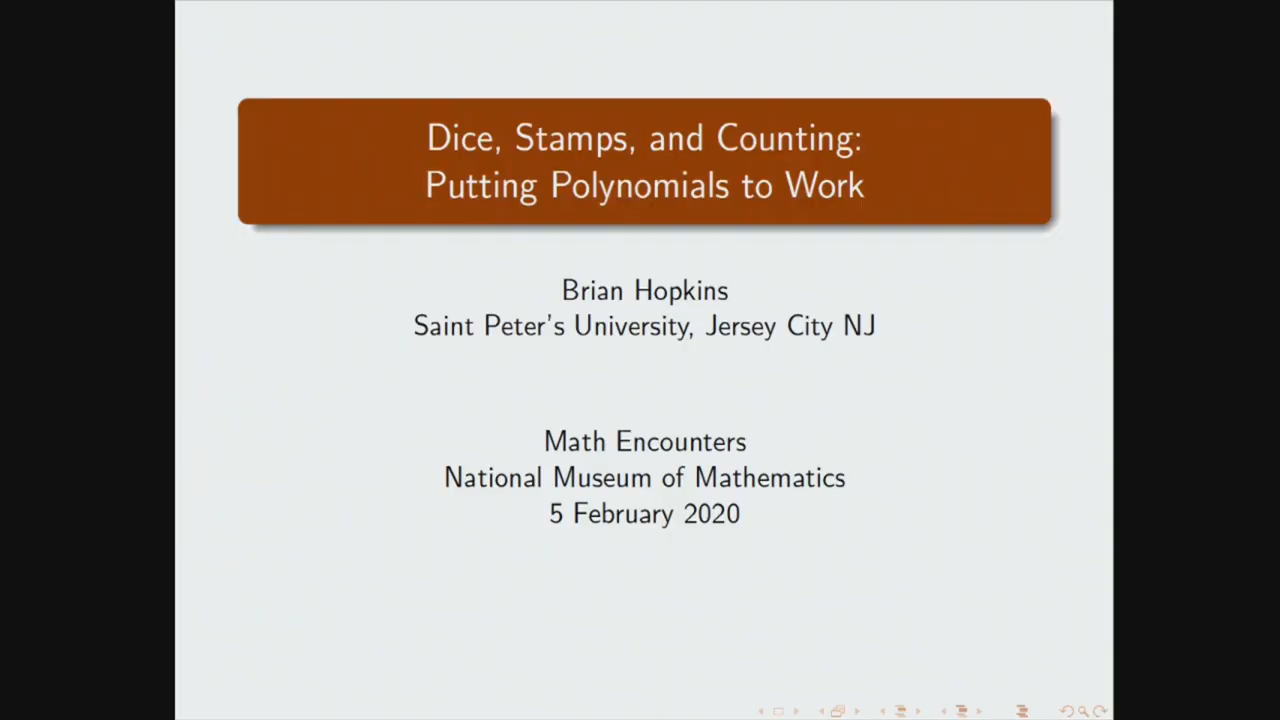 Dice, Stamps, and Counting:
Putting Polynomials to Work
Brian Hopkins
Saint Peter's University, Jersey City NJ
Math Encounters
National Museum of Mathematics
5 February 2020